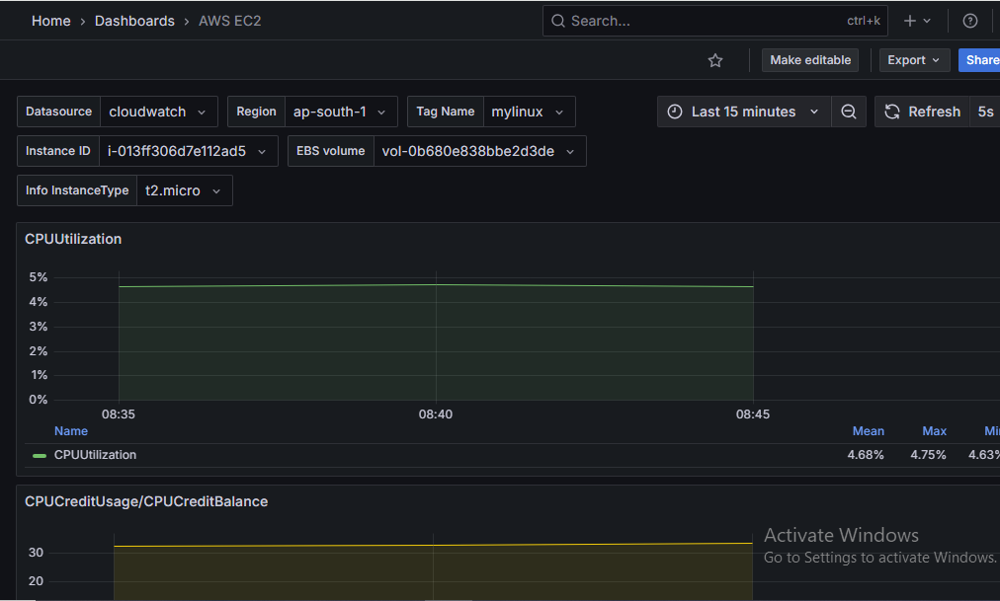 Home › Dashboards › AWS EC2
Search... ctrl+k
Make editable Export Share
Datasource cloudwatch Region ap-south-1 Tag Name mylinux Last 15 minutes Refresh 5s
Instance ID i-013ff306d7e112ad5 EBS volume vol-0b680e838bbe2d3de
Info InstanceType t2.micro
CPUUtilization
5%
4%
3%
2%
1%
0%
08:35 08:40 08:45
Name Mean Max
CPUUtilization 4.68% 4.75% 4.63%
CPUCreditUsage/CPUCreditBalance
30
20
Activate Windows
Go to Settings to activate Windows.